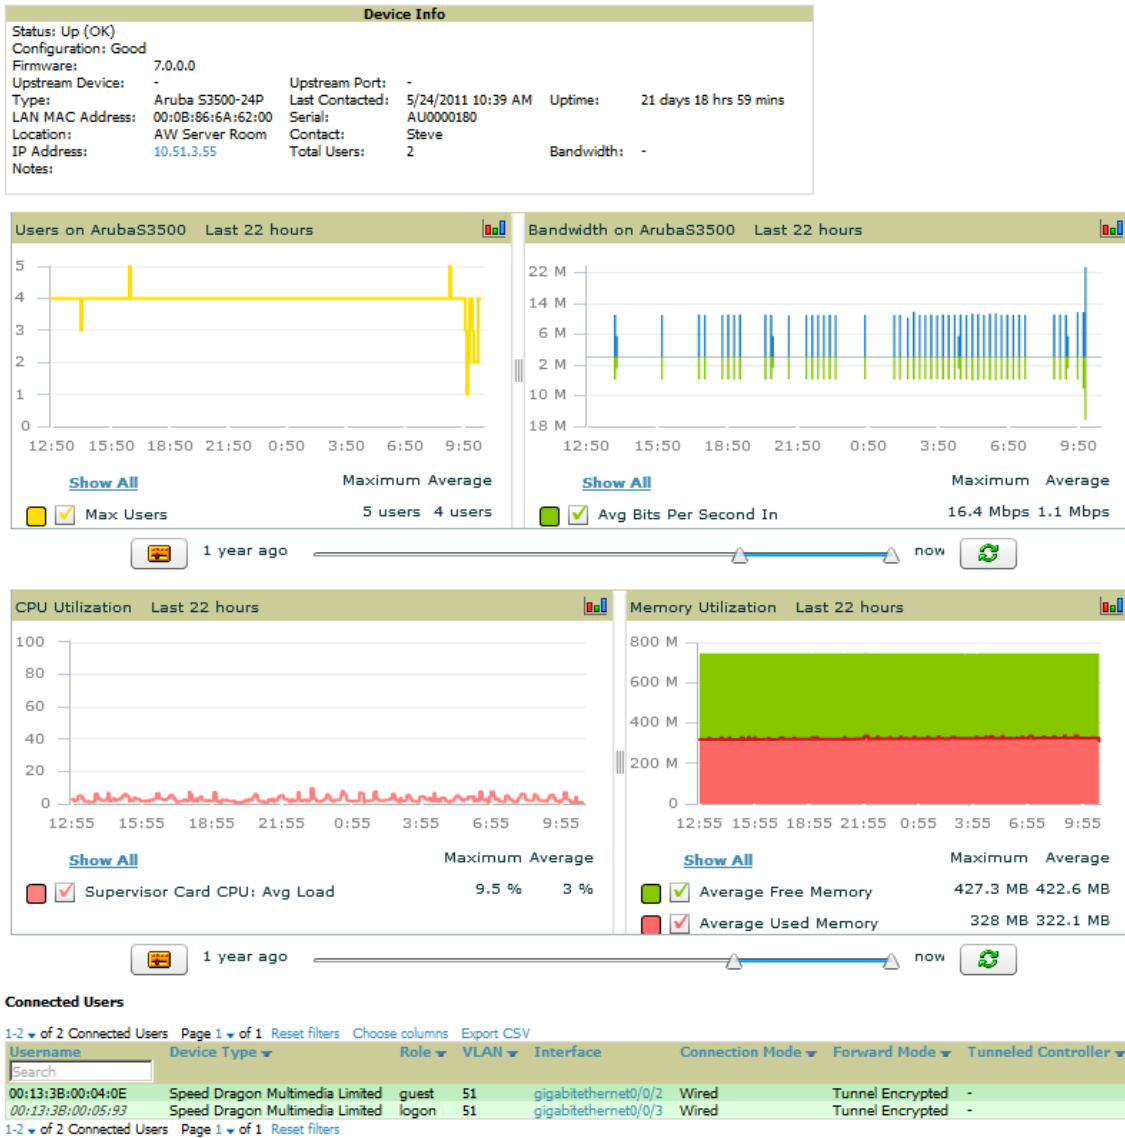 Device Info
Status: Up (OK)
Configuration: Good
Firmware: 7.0.0.0
Upstream Device: - Upstream Port: -
Type: Aruba S3500-24P Last Contacted: 5/24/2011 10:39 AM Uptime: 21 days 18 hrs 59 mins
LAN MAC Address: 00:0B:86:6A:62:00 Serial: AU0000180
Location: AW Server Room Contact: Steve
IP Address: 10.51.3.55 Total Users: 2 Bandwidth: -
Notes:
Users on ArubaS3500 Last 22 hours
5
4
3
2
1
0
12:50 15:50 18:50 21:50 0:50 3:50 6:50 9:50
Show All Maximum Average
Max Users 5 users 4 users
Bandwidth on ArubaS3500 Last 22 hours
22 M
14 M
6 M
2 M
10 M
18 M
12:50 15:50 18:50 21:50 0:50 3:50 6:50 9:50
Show All Maximum Average
Avg Bits Per Second In 16.4 Mbps 1.1 Mbps
1 year ago now
CPU Utilization Last 22 hours
100
80
60
40
20
0
12:55 15:55 18:55 21:55 0:55 3:55 6:55 9:55
Show All Maximum Average
Supervisor Card CPU: Avg Load 9.5 % 3 %
Memory Utilization Last 22 hours
800 M
600 M
400 M
200 M
0
12:55 15:55 18:55 21:55 0:55 3:55 6:55 9:55
Show All Maximum Average
Average Free Memory 427.3 MB 422.6 MB
Average Used Memory 328 MB 322.1 MB
1 year ago now
Connected Users
1-2 of 2 Connected Users Page 1 of 1 Reset filters Choose columns Export CSV
Username Device Type Role VLAN Interface Connection Mode Forward Mode Tunneled Controller
Search
00:13:3B:00:04:0E Speed Dragon Multimedia Limited guest 51 gigabitethernet0/0/2 Wired Tunnel Encrypted -
00:13:3B:00:05:93 Speed Dragon Multimedia Limited logon 51 gigabitethernet0/0/3 Wired Tunnel Encrypted -
1-2 of 2 Connected Users Page 1 of 1 Reset filters